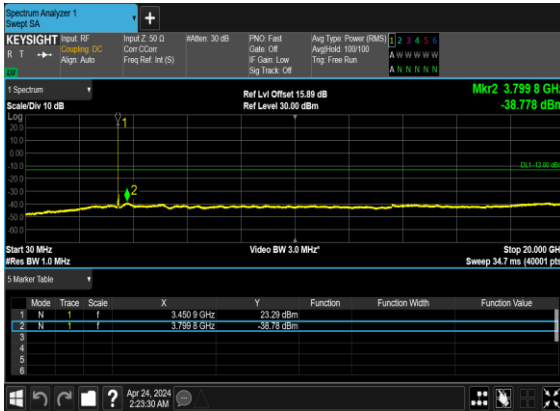 Spectrum Analyzer 1
Swept SA
+
KEYSIGHT Input: RF Input Z: 50 Ω #Atten: 30 dB PNO: Fast Avg Type: Power (RMS) 1 2 3 4 5 6
R T Coupling: DC Corr CCorr Gate: Off Avg|Hold: 100/100 A W W W W W
Align: Auto Freq Ref: Int (S) IF Gain: Low Trig: Free Run
Sig Track: Off A N N N N N
1 Spectrum Ref Lvl Offset 15.89 dB Mkr2 3.799 8 GHz
Scale/Div 10 dB Ref Level 30.00 dBm -38.778 dBm
Log
20.0
10.0
0.00
-10.0
-20.0
-30.0
-40.0
-50.0
-60.0
1
2
DL1 -13.00 dBm
Start 30 MHz Video BW 3.0 MHz* Stop 20.000 GHz
#Res BW 1.0 MHz Sweep 34.7 ms (40001 pts)
5 Marker Table
Mode Trace Scale X Y Function Function Width Function Value
1 N 1 f 3.450 9 GHz 23.29 dBm
2 N 1 f 3.799 8 GHz -38.78 dBm
3
4
5
6
? Apr 24, 2024
2:23:30 AM